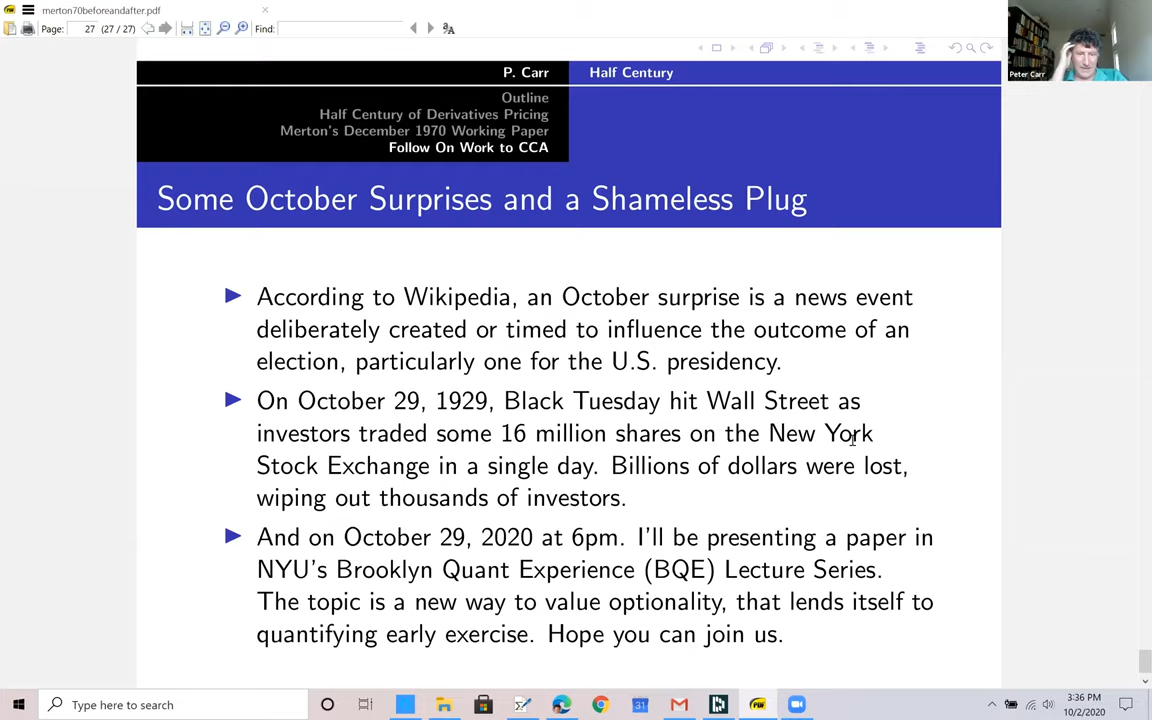 merton70beforeandafter.pdf
Page: 27 (27 / 27) Find:
Peter Carr
P. Carr Half Century
Outline
Half Century of Derivatives Pricing
Merton's December 1970 Working Paper
Follow On Work to CCA
Some October Surprises and a Shameless Plug
According to Wikipedia, an October surprise is a news event
deliberately created or timed to influence the outcome of an
election, particularly one for the U.S. presidency.
On October 29, 1929, Black Tuesday hit Wall Street as
investors traded some 16 million shares on the New York
Stock Exchange in a single day. Billions of dollars were lost,
wiping out thousands of investors.
And on October 29, 2020 at 6pm. I'll be presenting a paper in
NYU's Brooklyn Quant Experience (BQE) Lecture Series.
The topic is a new way to value optionality, that lends itself to
quantifying early exercise. Hope you can join us.
Type here to search
31
3:36 PM
10/2/2020